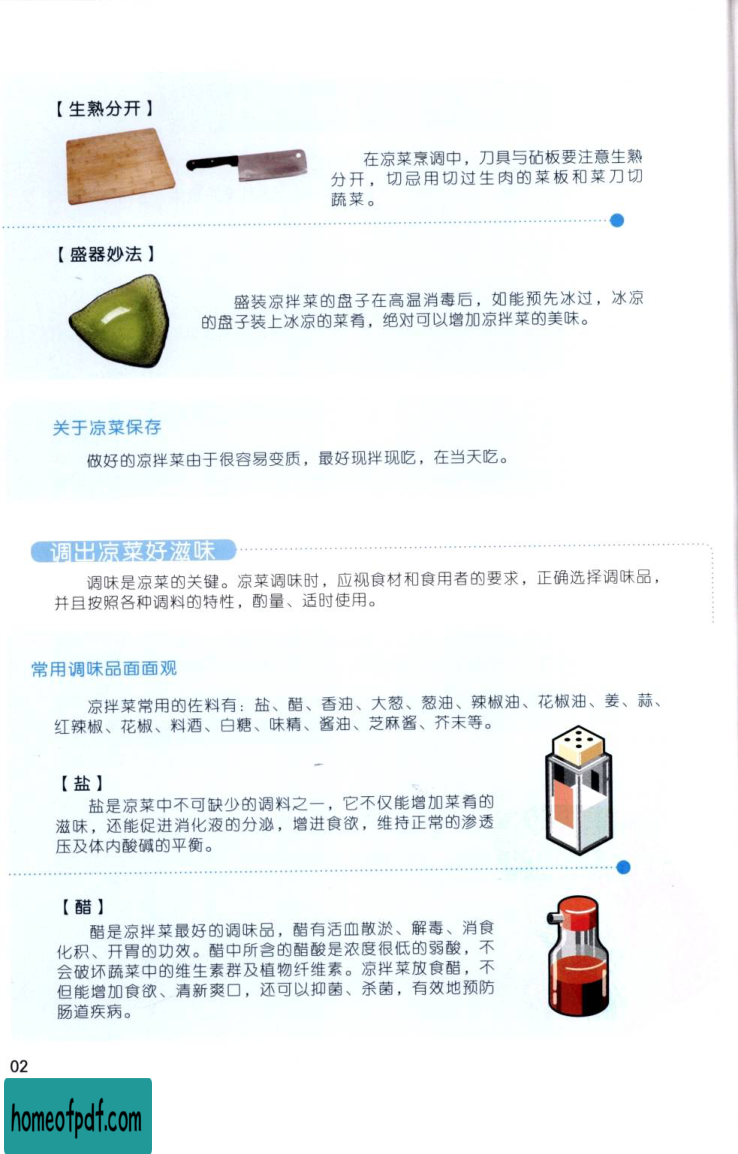 【生熟分开】
在凉菜烹调中，刀具与砧板要注意生熟
分开，切忌用切过生肉的菜板和菜刀切
蔬菜。
【盛器妙法】
盛装凉拌菜的盘子在高温消毒后，如能预先冰过，冰凉
的盘子装上冰凉的菜肴，绝对可以增加凉拌菜的美味。
关于凉菜保存
做好的凉拌菜由于很容易变质，最好现拌现吃，在当天吃。
调出凉菜好滋味
调味是凉菜的关键。凉菜调味时，应视食材和食用者的要求，正确选择调味品，
并且按照各种调料的特性，酌量、适时使用。
常用调味品面面观
凉拌菜常用的佐料有：盐、醋、香油、大葱、葱油、辣椒油、花椒油、姜、蒜、
红辣椒、花椒、料酒、白糖、味精、酱油、芝麻酱、芥末等。
【盐】
盐是凉菜中不可缺少的调料之一，它不仅能增加菜肴的
滋味，还能促进消化液的分泌，增进食欲，维持正常的渗透
压及体内酸碱的平衡。
【醋】
醋是凉拌菜最好的调味品，醋有活血散淤、解毒、消食
化积、开胃的功效。醋中所含的醋酸是浓度很低的弱酸，不
会破坏蔬菜中的维生素群及植物纤维素。凉拌菜放食醋，不
但能增加食欲、清新爽口，还可以抑菌、杀菌，有效地预防
肠道疾病。
02
homeofpdf.com